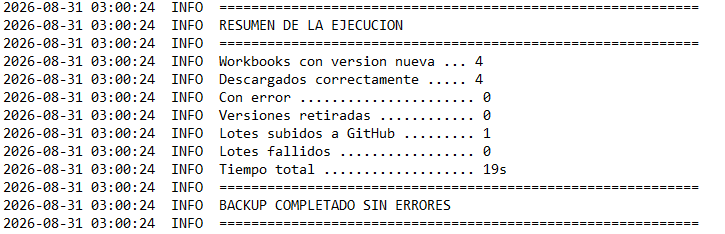 2026-08-31 03:00:24  INFO  ============================================================
2026-08-31 03:00:24  INFO  RESUMEN DE LA EJECUCION
2026-08-31 03:00:24  INFO  ============================================================
2026-08-31 03:00:24  INFO  Workbooks con version nueva ... 4
2026-08-31 03:00:24  INFO  Descargados correctamente ..... 4
2026-08-31 03:00:24  INFO  Con error ...................... 0
2026-08-31 03:00:24  INFO  Versiones retiradas ............ 0
2026-08-31 03:00:24  INFO  Lotes subidos a GitHub ......... 1
2026-08-31 03:00:24  INFO  Lotes fallidos ................. 0
2026-08-31 03:00:24  INFO  Tiempo total ................... 19s
2026-08-31 03:00:24  INFO  ============================================================
2026-08-31 03:00:24  INFO  BACKUP COMPLETADO SIN ERRORES
2026-08-31 03:00:24  INFO  ============================================================